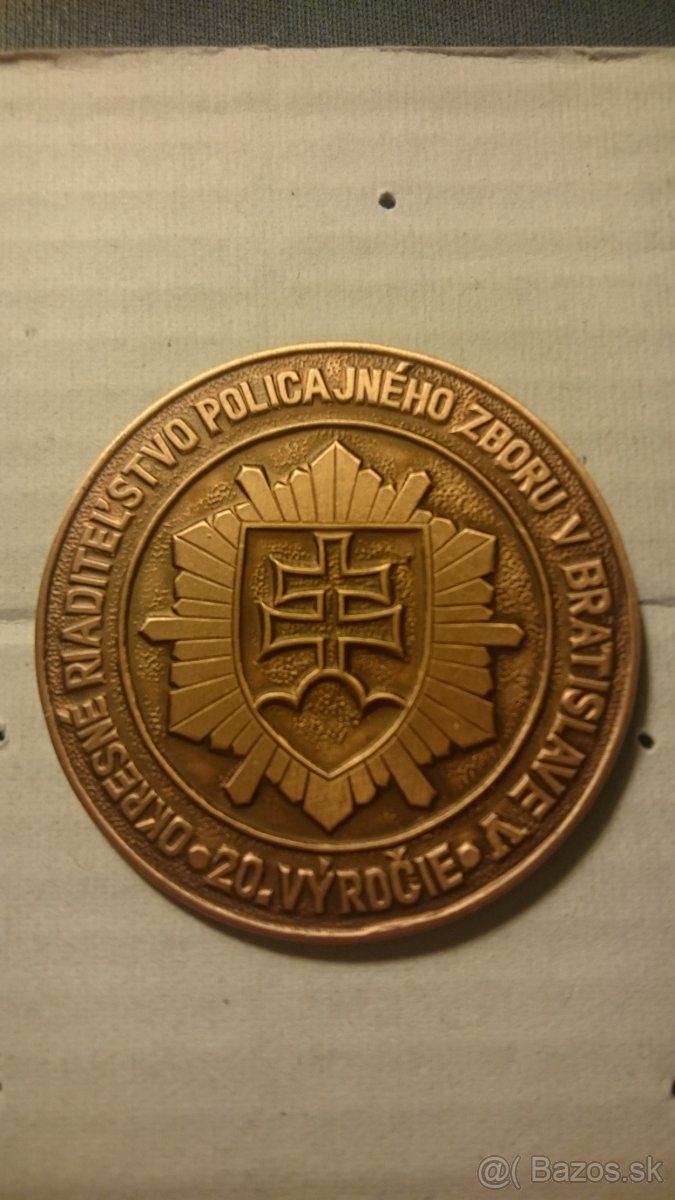 OKRESNÉ RIADITEĽSTVO POLICAJNÉHO ZBORU V BRATISLAVE V
• 20. VÝROČIE •
@( Bazos.sk